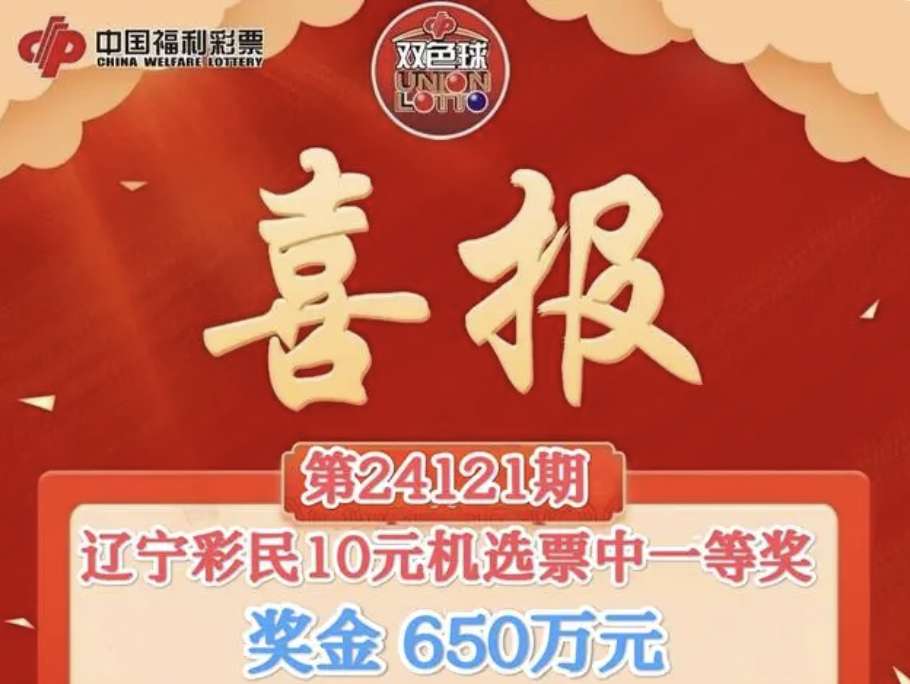 中国福利彩票
CHINA WELFARE LOTTERY
双色球
UNION
LOTTO
喜报
第24121期
辽宁彩民10元机选票中一等奖
奖金 650万元